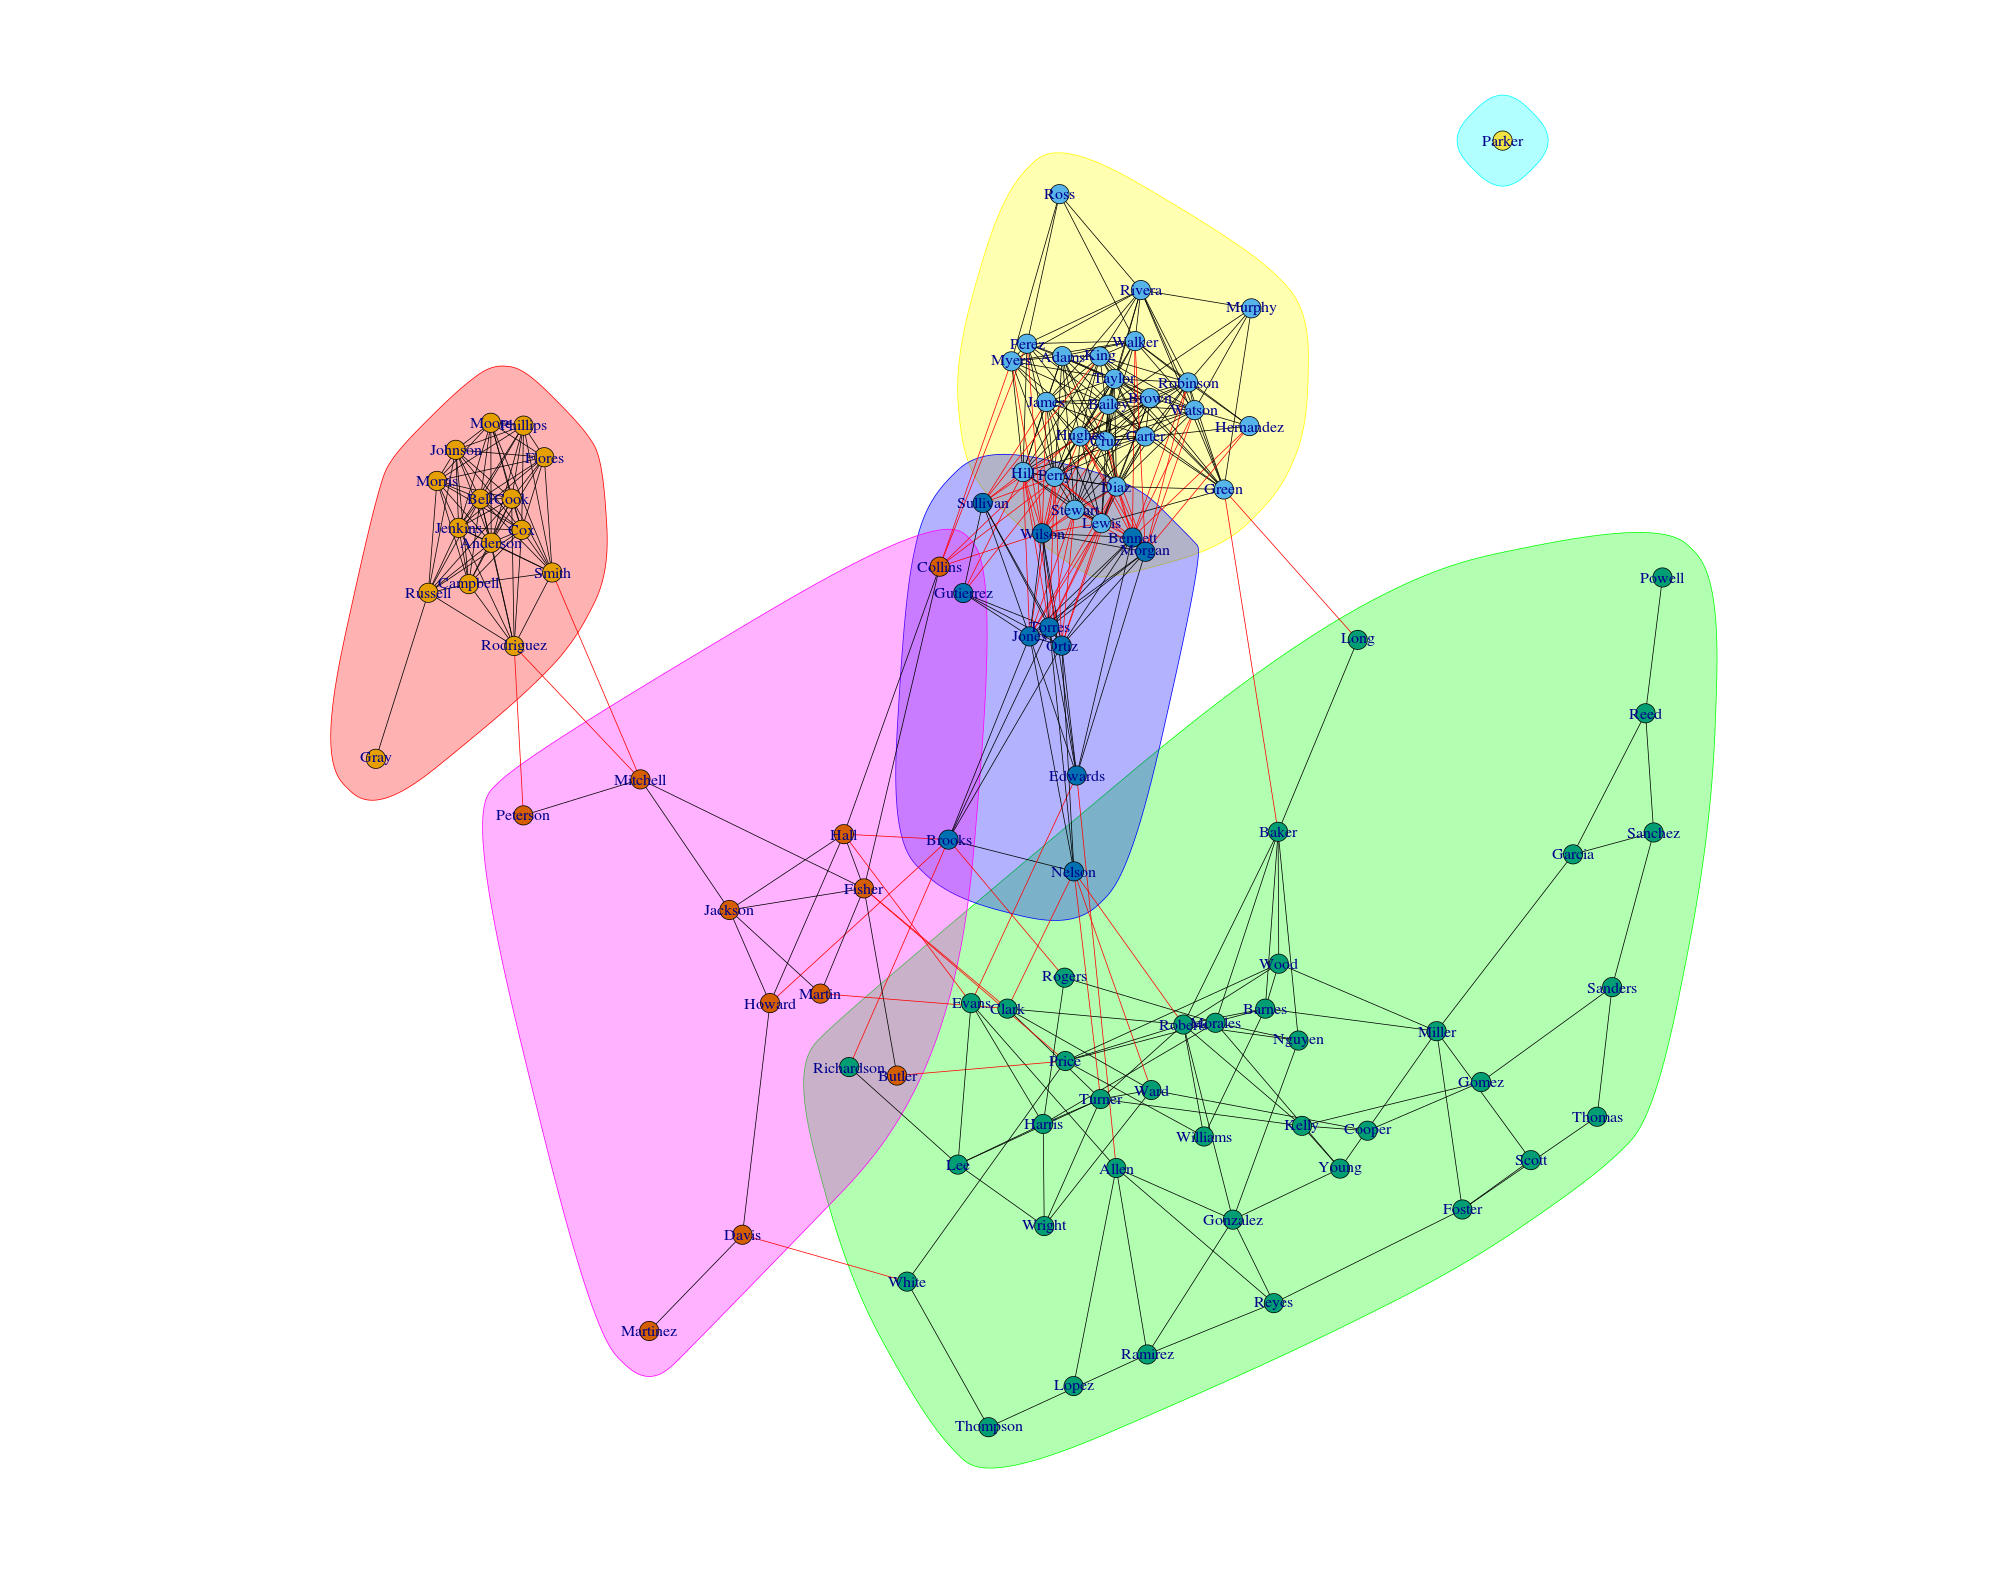 Parker
Ross
Rivera
Murphy
Perez
Walker
Myers
Adams
King
Taylor
Robinson
James
Bailey
Brown
Watson
Hernandez
Hughes
Cruz
Carter
Hill
Perry
Diaz
Green
Sullivan
Stewart
Lewis
Wilson
Bennett
Morgan
Collins
Gutierrez
Torres
Jones
Ortiz
Moore
Phillips
Johnson
Flores
Morris
Bell
Cook
Jenkins
Cox
Anderson
Smith
Campbell
Russell
Rodriguez
Gray
Mitchell
Peterson
Long
Powell
Reed
Edwards
Hall
Brooks
Baker
Sanchez
Garcia
Nelson
Fisher
Jackson
Rogers
Wood
Sanders
Howard
Martin
Evans
Clark
Roberts
Morales
Barnes
Nguyen
Miller
Richardson
Butler
Price
Turner
Ward
Gomez
Harris
Williams
Kelly
Cooper
Thomas
Lee
Allen
Young
Scott
Wright
Gonzalez
Foster
Davis
White
Reyes
Martinez
Ramirez
Lopez
Thompson